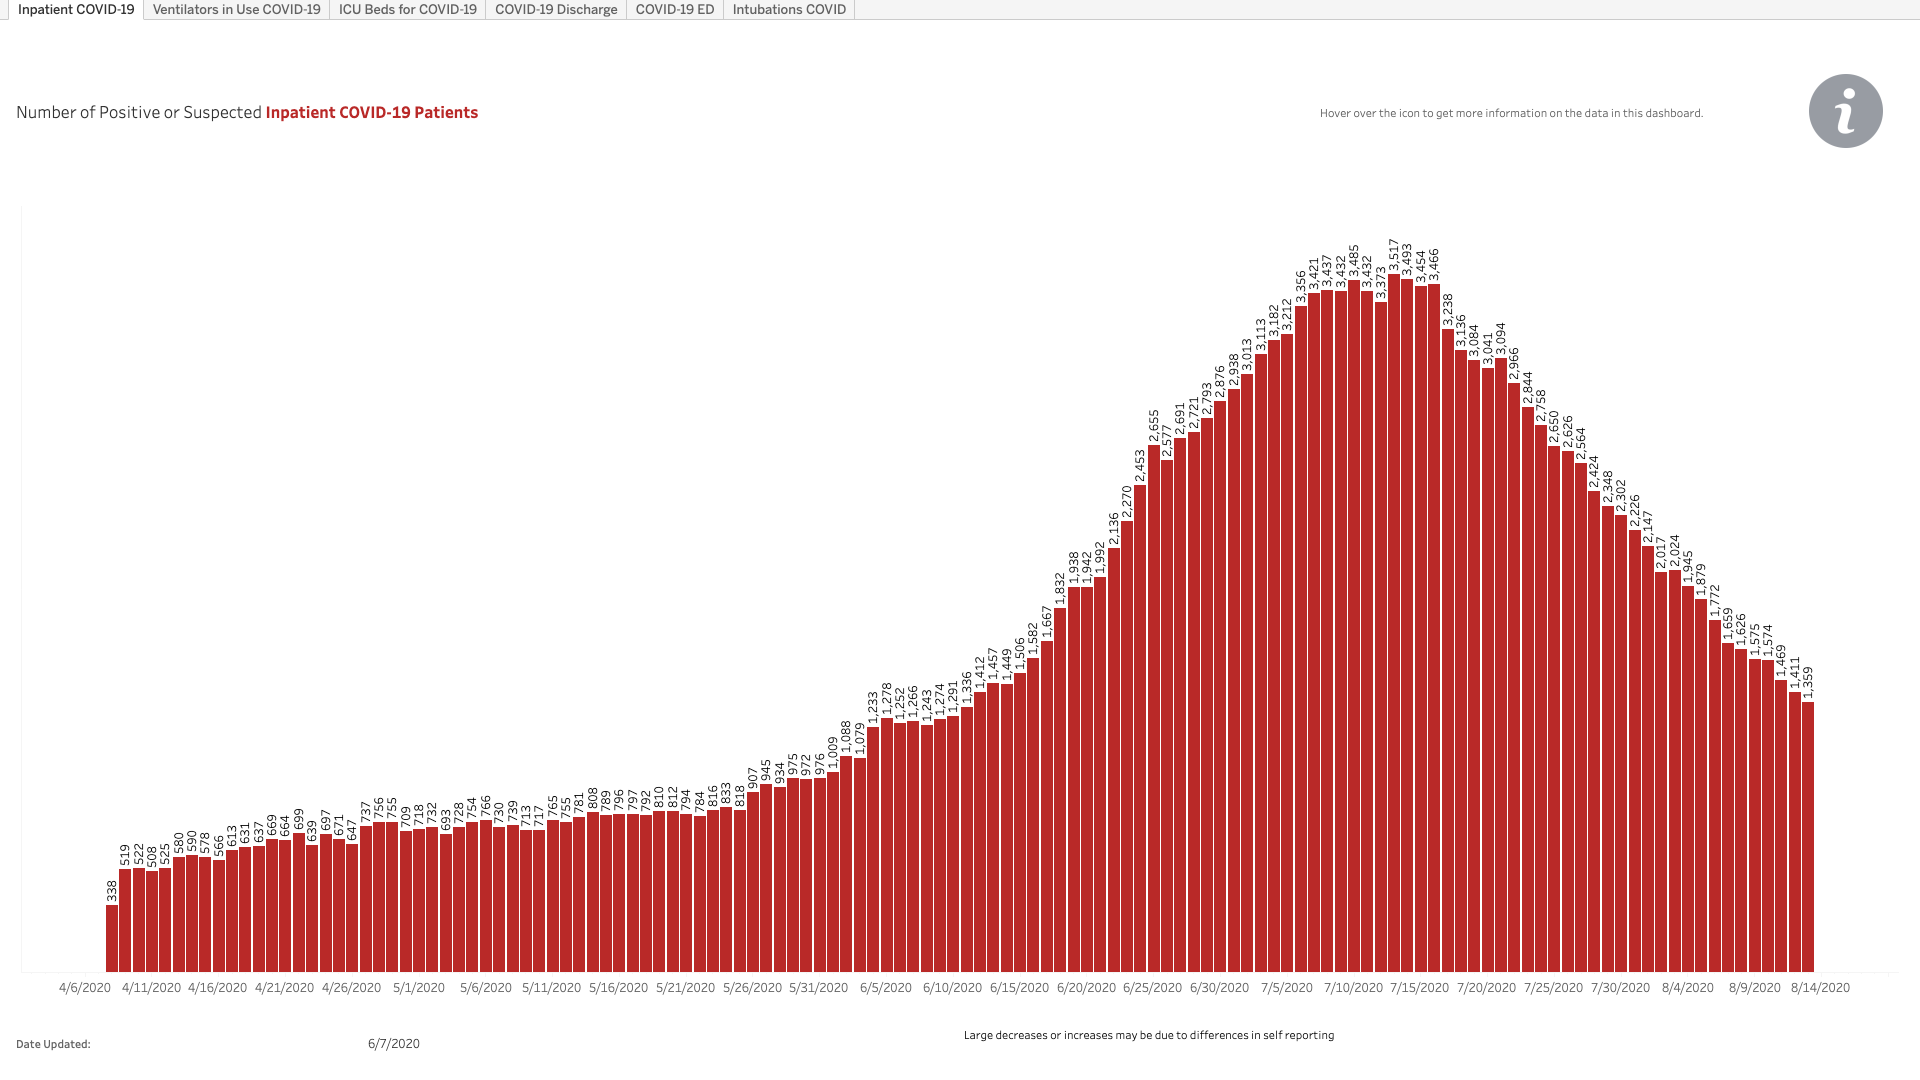 Inpatient COVID-19 Ventilators in Use COVID-19 ICU Beds for COVID-19 COVID-19 Discharge COVID-19 ED Intubations COVID
Number of Positive or Suspected Inpatient COVID-19 Patients
Hover over the icon to get more information on the data in this dashboard.
i
338 519 522 508 525 580 590 578 566 613 631 637 669 664 699 639 697 671 647 737 756 755 709 718 732 693 728 754 766 730 739 713 717 765 755 781 808 789 796 797 792 810 812 794 784 816 833 818 907 945 934 975 972 976 1,009 1,088 1,079 1,233 1,278 1,252 1,266 1,243 1,274 1,291 1,336 1,412 1,457 1,449 1,506 1,582 1,667 1,832 1,938 1,942 1,992 2,136 2,270 2,453 2,655 2,577 2,691 2,721 2,793 2,876 2,938 3,013 3,113 3,182 3,212 3,356 3,421 3,437 3,432 3,485 3,432 3,373 3,517 3,493 3,454 3,466 3,238 3,136 3,084 3,041 3,094 2,966 2,844 2,758 2,650 2,626 2,564 2,424 2,348 2,302 2,226 2,147 2,017 2,024 1,945 1,879 1,772 1,659 1,626 1,575 1,574 1,469 1,411 1,359
4/6/2020 4/11/2020 4/16/2020 4/21/2020 4/26/2020 5/1/2020 5/6/2020 5/11/2020 5/16/2020 5/21/2020 5/26/2020 5/31/2020 6/5/2020 6/10/2020 6/15/2020 6/20/2020 6/25/2020 6/30/2020 7/5/2020 7/10/2020 7/15/2020 7/20/2020 7/25/2020 7/30/2020 8/4/2020 8/9/2020 8/14/2020
Large decreases or increases may be due to differences in self reporting
Date Updated: 6/7/2020